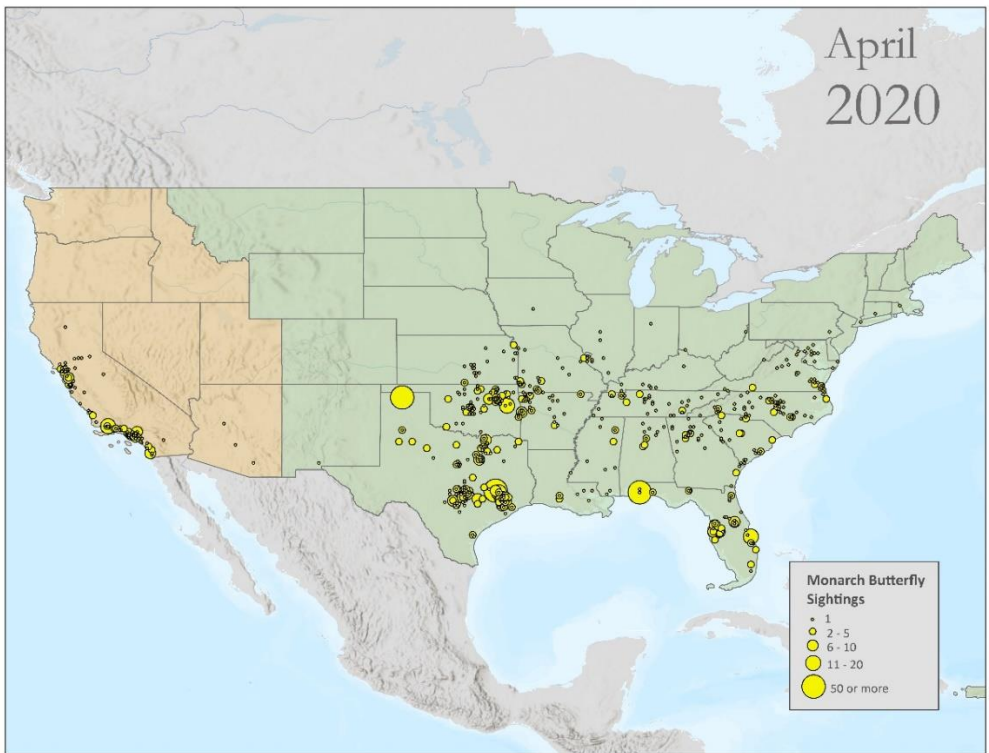 April
2020
Monarch Butterfly
Sightings
1
2 - 5
6 - 10
11 - 20
50 or more